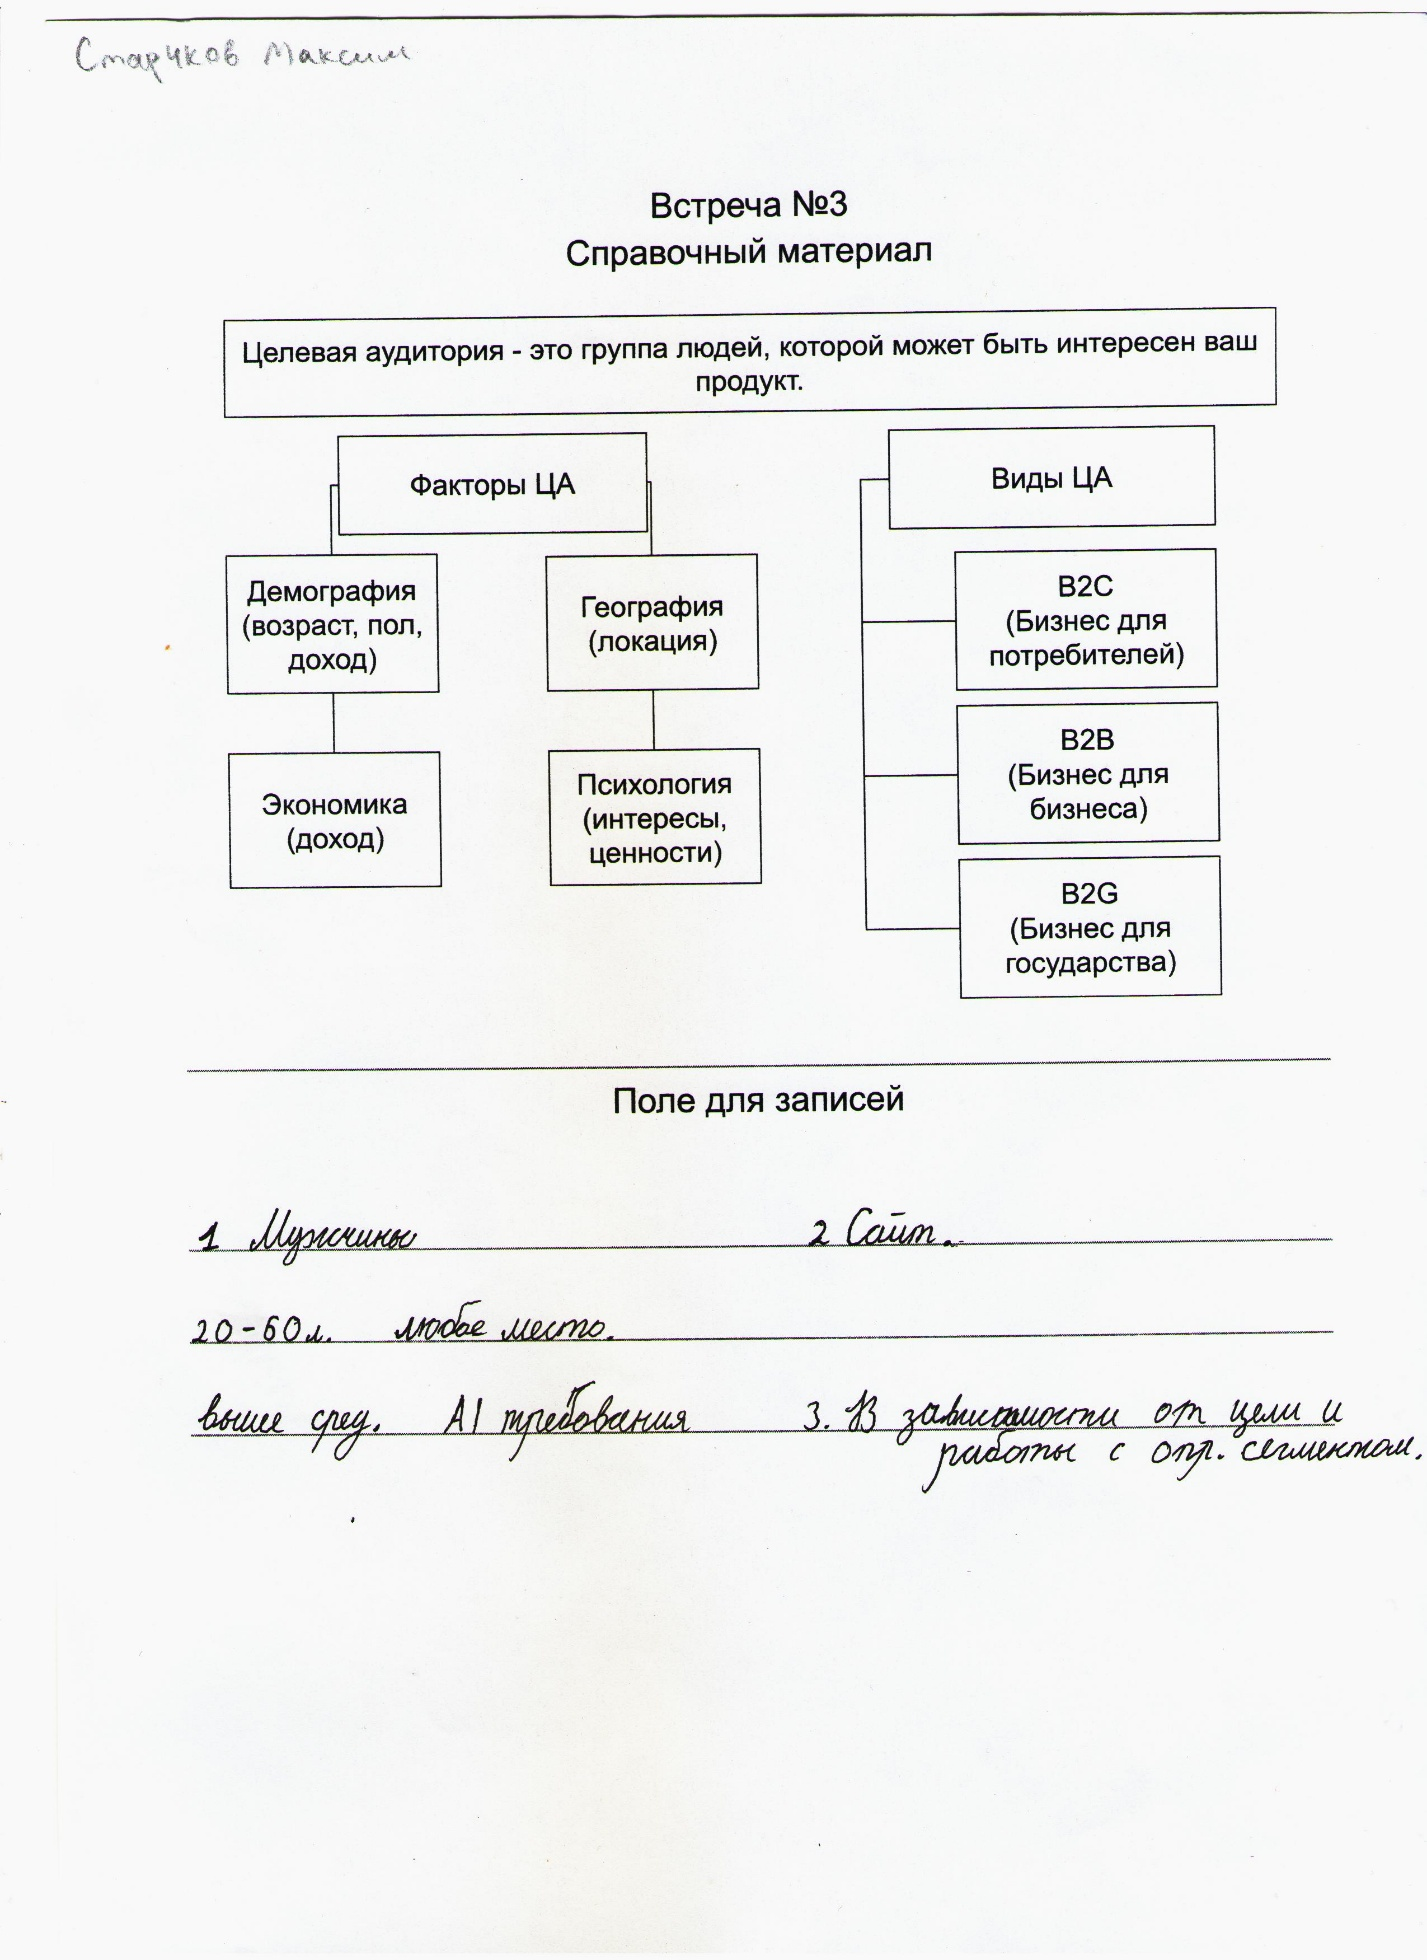 Старчков Максим
Встреча №3
Справочный материал
Целевая аудитория - это группа людей, которой может быть интересен ваш
продукт.
Факторы ЦА
Демография
(возраст, пол,
доход)
География
(локация)
Экономика
(доход)
Психология
(интересы,
ценности)
Виды ЦА
B2C
(Бизнес для
потребителей)
B2B
(Бизнес для
бизнеса)
B2G
(Бизнес для
государства)
Поле для записей
1 Мужчины
2 Сайт.
20-60л. любое место.
выше сред. AI требования
3. В зависимости от цели и
работы с опр. сегментом.